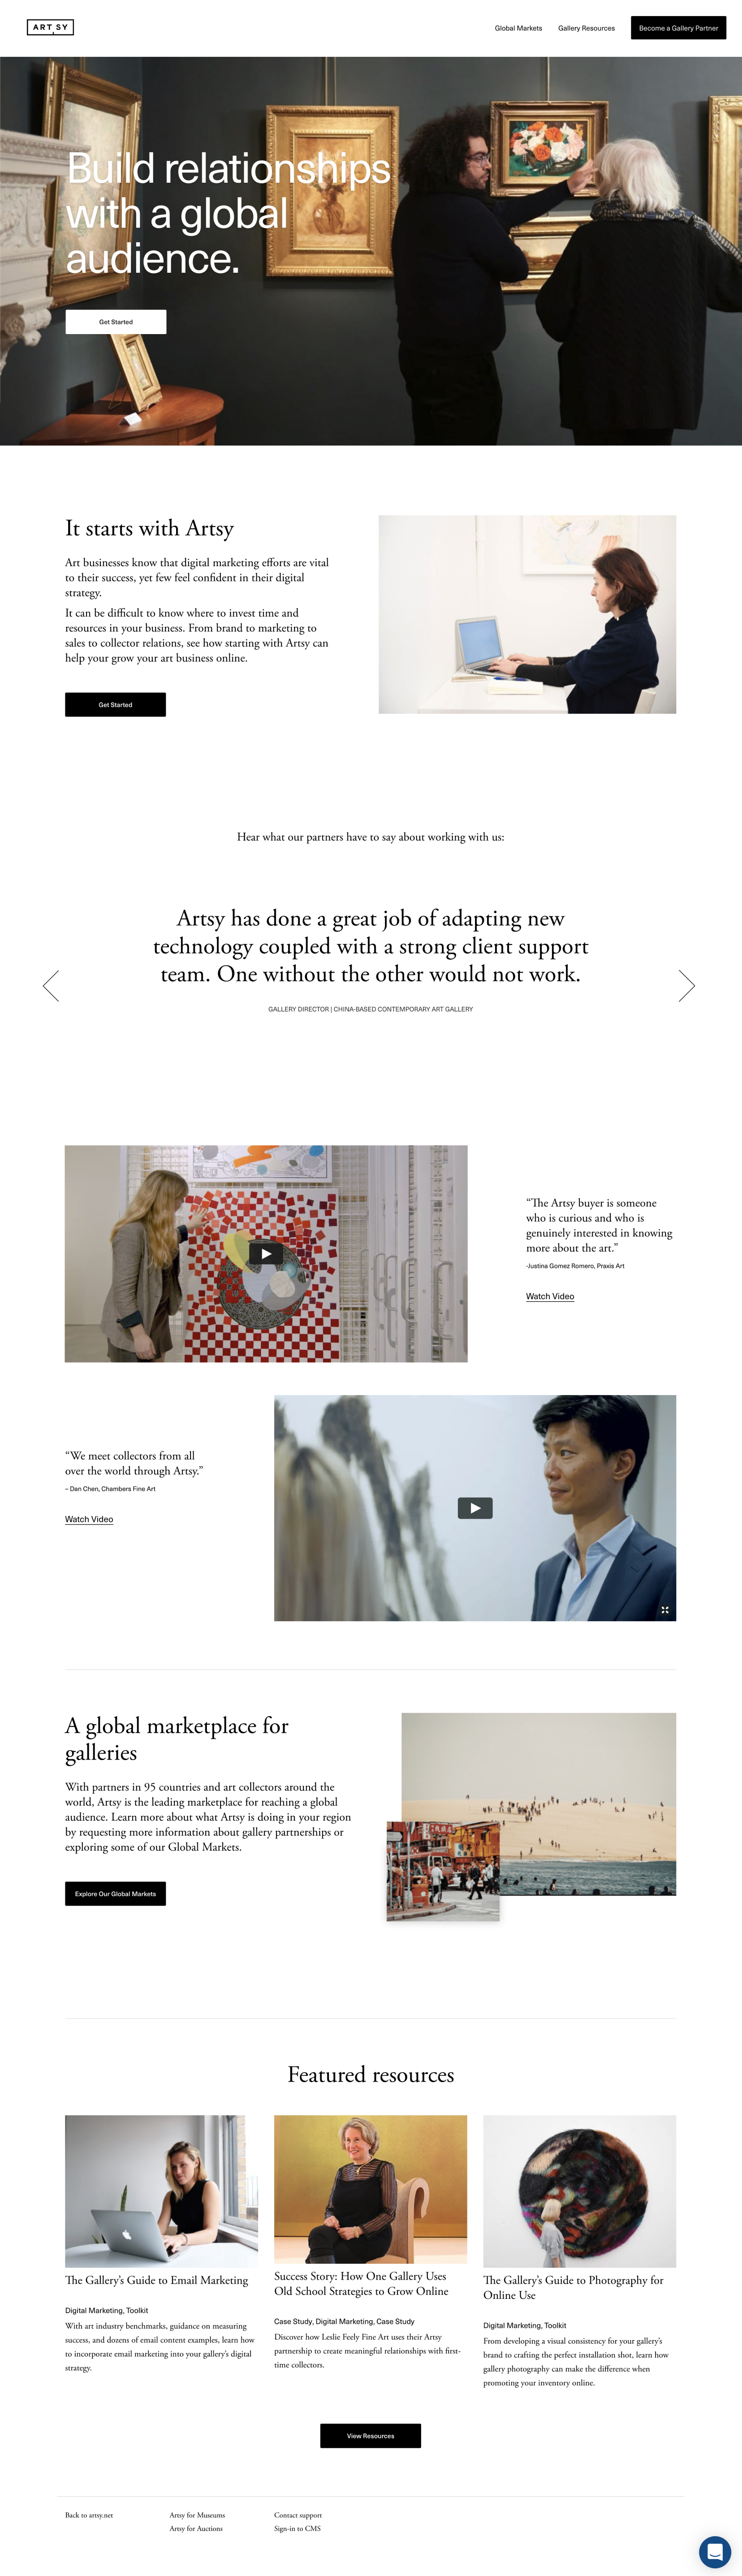 ARTSY
Global Markets
Gallery Resources
Become a Gallery Partner
Build relationships
with a global
audience.
Get Started
It starts with Artsy
Art businesses know that digital marketing efforts are vital
to their success, yet few feel confident in their digital
strategy.
It can be difficult to know where to invest time and
resources in your business. From brand to marketing to
sales to collector relations, see how starting with Artsy can
help your grow your art business online.
Get Started
Hear what our partners have to say about working with us:
Artsy has done a great job of adapting new
technology coupled with a strong client support
team. One without the other would not work.
GALLERY DIRECTOR | CHINA-BASED CONTEMPORARY ART GALLERY
“The Artsy buyer is someone
who is curious and who is
genuinely interested in knowing
more about the art.”
-Justina Gomez Romero, Praxis Art
Watch Video
“We meet collectors from all
over the world through Artsy.”
– Dan Chen, Chambers Fine Art
Watch Video
A global marketplace for
galleries
With partners in 95 countries and art collectors around the
world, Artsy is the leading marketplace for reaching a global
audience. Learn more about what Artsy is doing in your region
by requesting more information about gallery partnerships or
exploring some of our Global Markets.
Explore Our Global Markets
Featured resources
The Gallery’s Guide to Email Marketing
Digital Marketing, Toolkit
With art industry benchmarks, guidance on measuring
success, and dozens of email content examples, learn how
to incorporate email marketing into your gallery’s digital
strategy.
Success Story: How One Gallery Uses
Old School Strategies to Grow Online
Case Study, Digital Marketing, Case Study
Discover how Leslie Feely Fine Art uses their Artsy
partnership to create meaningful relationships with first-
time collectors.
The Gallery’s Guide to Photography for
Online Use
Digital Marketing, Toolkit
From developing a visual consistency for your gallery’s
brand to crafting the perfect installation shot, learn how
gallery photography can make the difference when
promoting your inventory online.
View Resources
Back to artsy.net
Artsy for Museums
Artsy for Auctions
Contact support
Sign-in to CMS